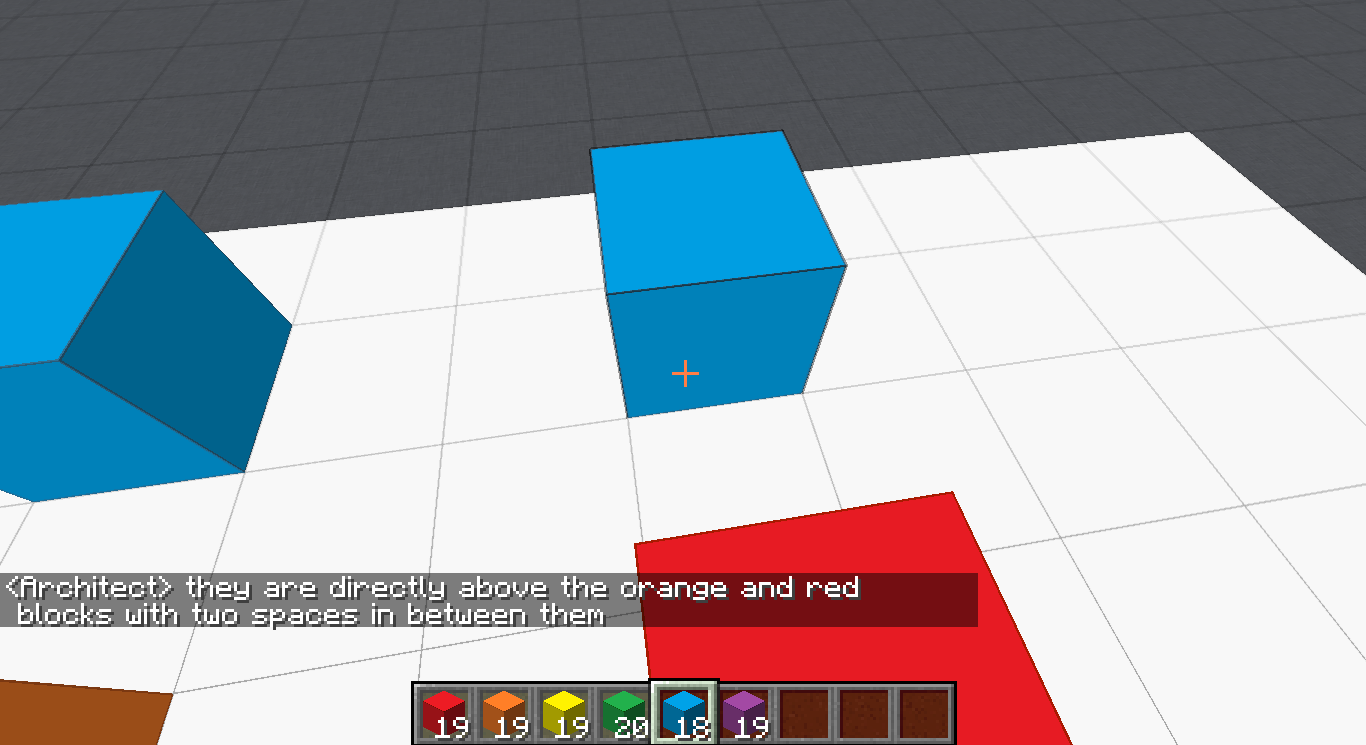 <Architect> they are directly above the orange and red
blocks with two spaces in between them
19 19 19 20 18 19